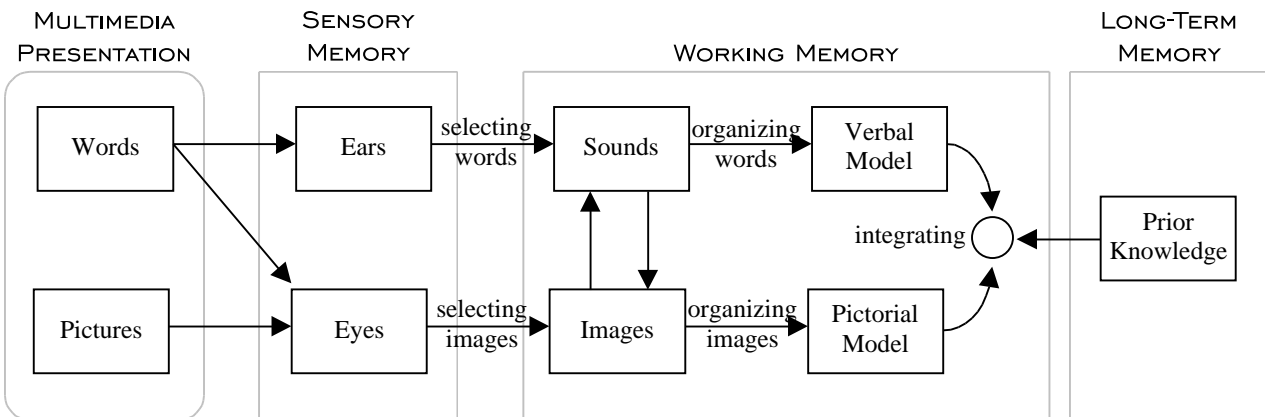 MULTIMEDIA
PRESENTATION
SENSORY
MEMORY
WORKING MEMORY
LONG-TERM
MEMORY
Words
Ears
selecting
words
Sounds
organizing
words
Verbal
Model
integrating
Prior
Knowledge
Pictures
Eyes
selecting
images
Images
organizing
images
Pictorial
Model